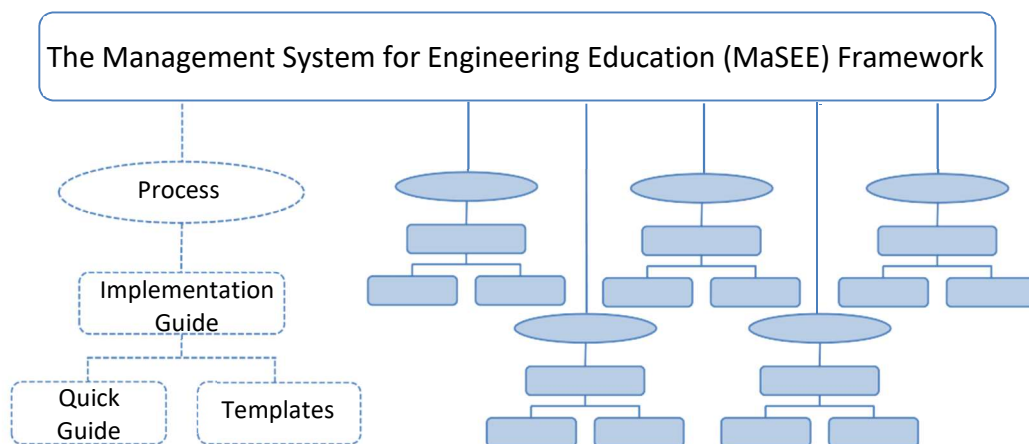 The Management System for Engineering Education (MaSEE) Framework
Process
Implementation
Guide
Quick
Guide
Templates